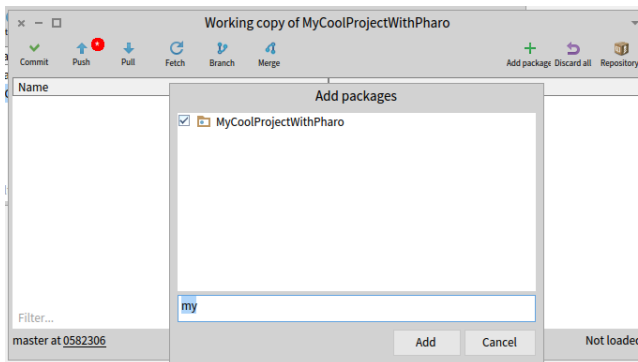 Working copy of MyCoolProjectWithPharo
Commit Push Pull Fetch Branch Merge Add package Discard all Repository
Name
Add packages
MyCoolProjectWithPharo
my
Filter...
Add Cancel
master at 0582306 Not loaded